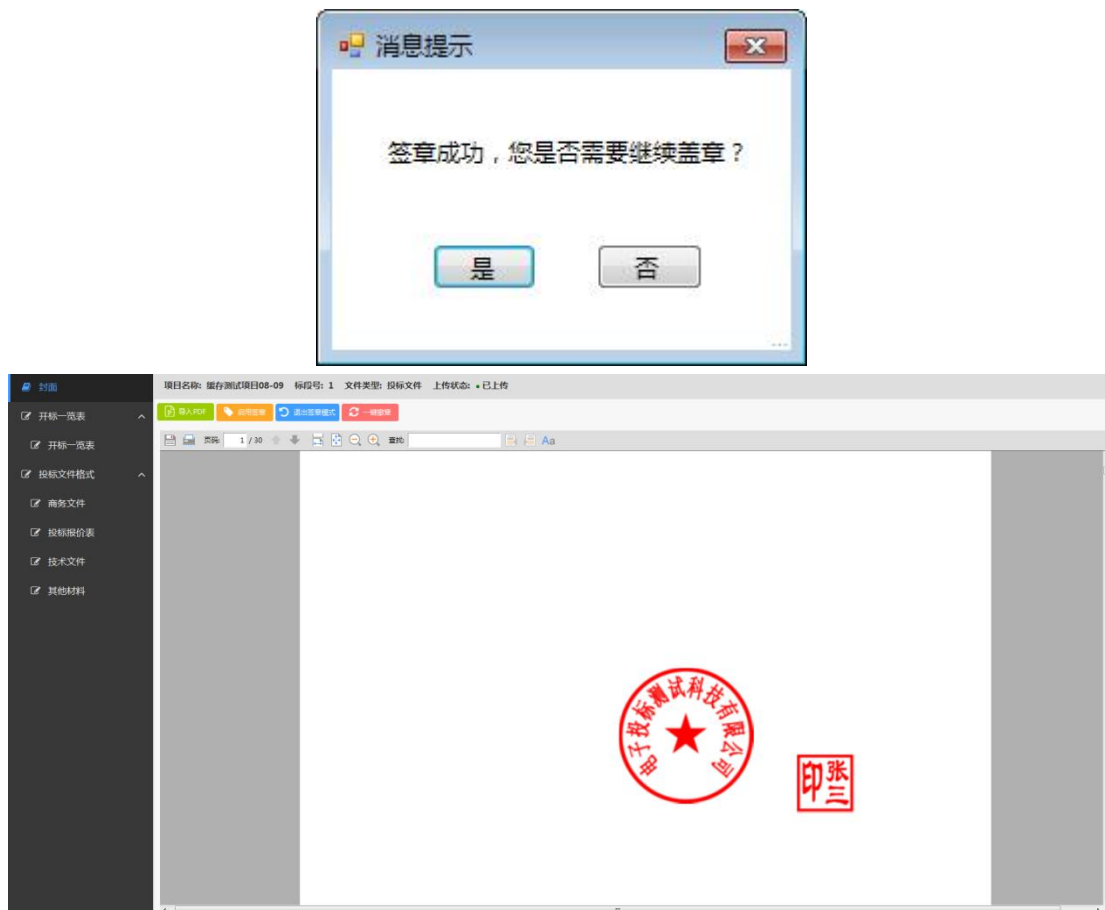 消息提示
签章成功，您是否需要继续盖章？
是 否
封面
项目名称: 缓存测试项目08-09 标段号: 1 文件类型: 投标文件 上传状态: •已上传
开标一览表
导入PDF 启用签章 退出签章模式 一键撤章
开标一览表
页码: 1 / 30 查找: Aa
投标文件格式
商务文件
投标报价表
技术文件
其他材料
电子投标测试科技有限公司
张三印